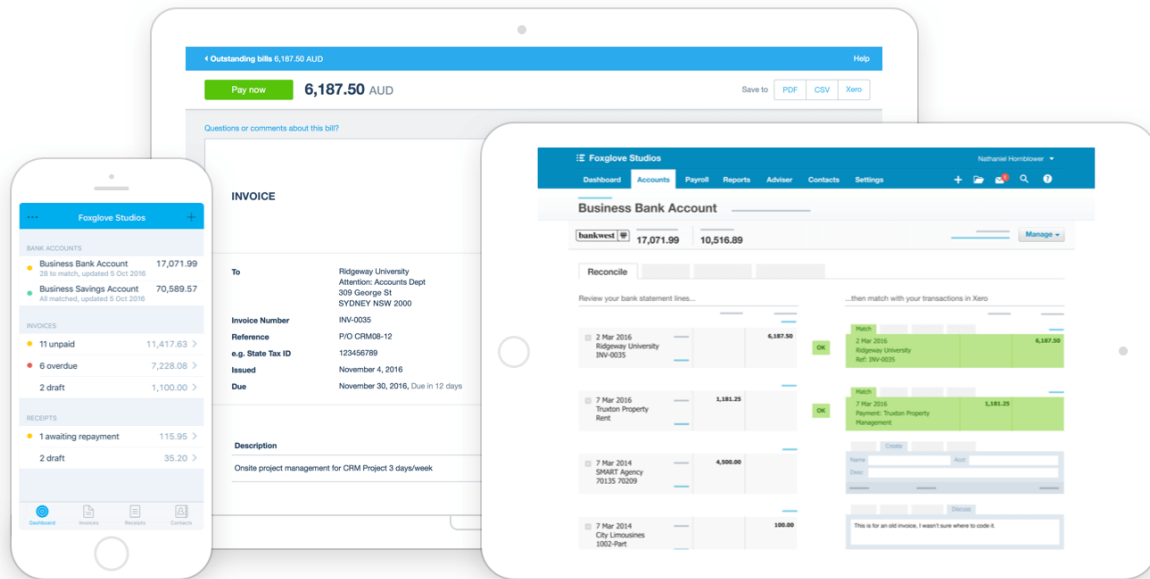 Outstanding bills 6,187.50 AUD
Help
Pay now
6,187.50 AUD
Save to
PDF
CSV
Xero
Questions or comments about this bill?
INVOICE
To
Ridgeway University
Attention: Accounts Dept
309 George St
SYDNEY NSW 2000
Invoice Number
INV-0035
Reference
P/O CRM08-12
e.g. State Tax ID
123456789
Issued
November 4, 2016
Due
November 30, 2016, Due in 12 days
Description
Onsite project management for CRM Project 3 days/week
Foxglove Studios
BANK ACCOUNTS
Business Bank Account 17,071.99
28 to match, updated 5 Oct 2016
Business Savings Account 70,589.57
All matched, updated 5 Oct 2016
INVOICES
11 unpaid 11,417.63
6 overdue 7,228.08
2 draft 1,100.00
RECEIPTS
1 awaiting repayment 115.95
2 draft 35.20
Dashboard
Invoices
Receipts
Contacts
Foxglove Studios
Nathaniel Hornblower
Dashboard
Accounts
Payroll
Reports
Adviser
Contacts
Settings
Business Bank Account
bankwest
17,071.99
10,516.89
Manage
Reconcile
Review your bank statement lines...
...then match with your transactions in Xero
2 Mar 2016 6,187.50
Ridgeway University
INV-0035
OK
Match
2 Mar 2016 6,187.50
Ridgeway University
Ref: INV-0035
7 Mar 2016 1,181.25
Truxton Property
Rent
OK
Match
7 Mar 2016 1,181.25
Payment: Truxton Property
Management
7 Mar 2014 4,500.00
SMART Agency
70135 70209
Create
Name
Acct
Desc
7 Mar 2014 100.00
City Limousines
1002-Part
Discuss
This is for an old invoice, I wasn't sure where to code it.